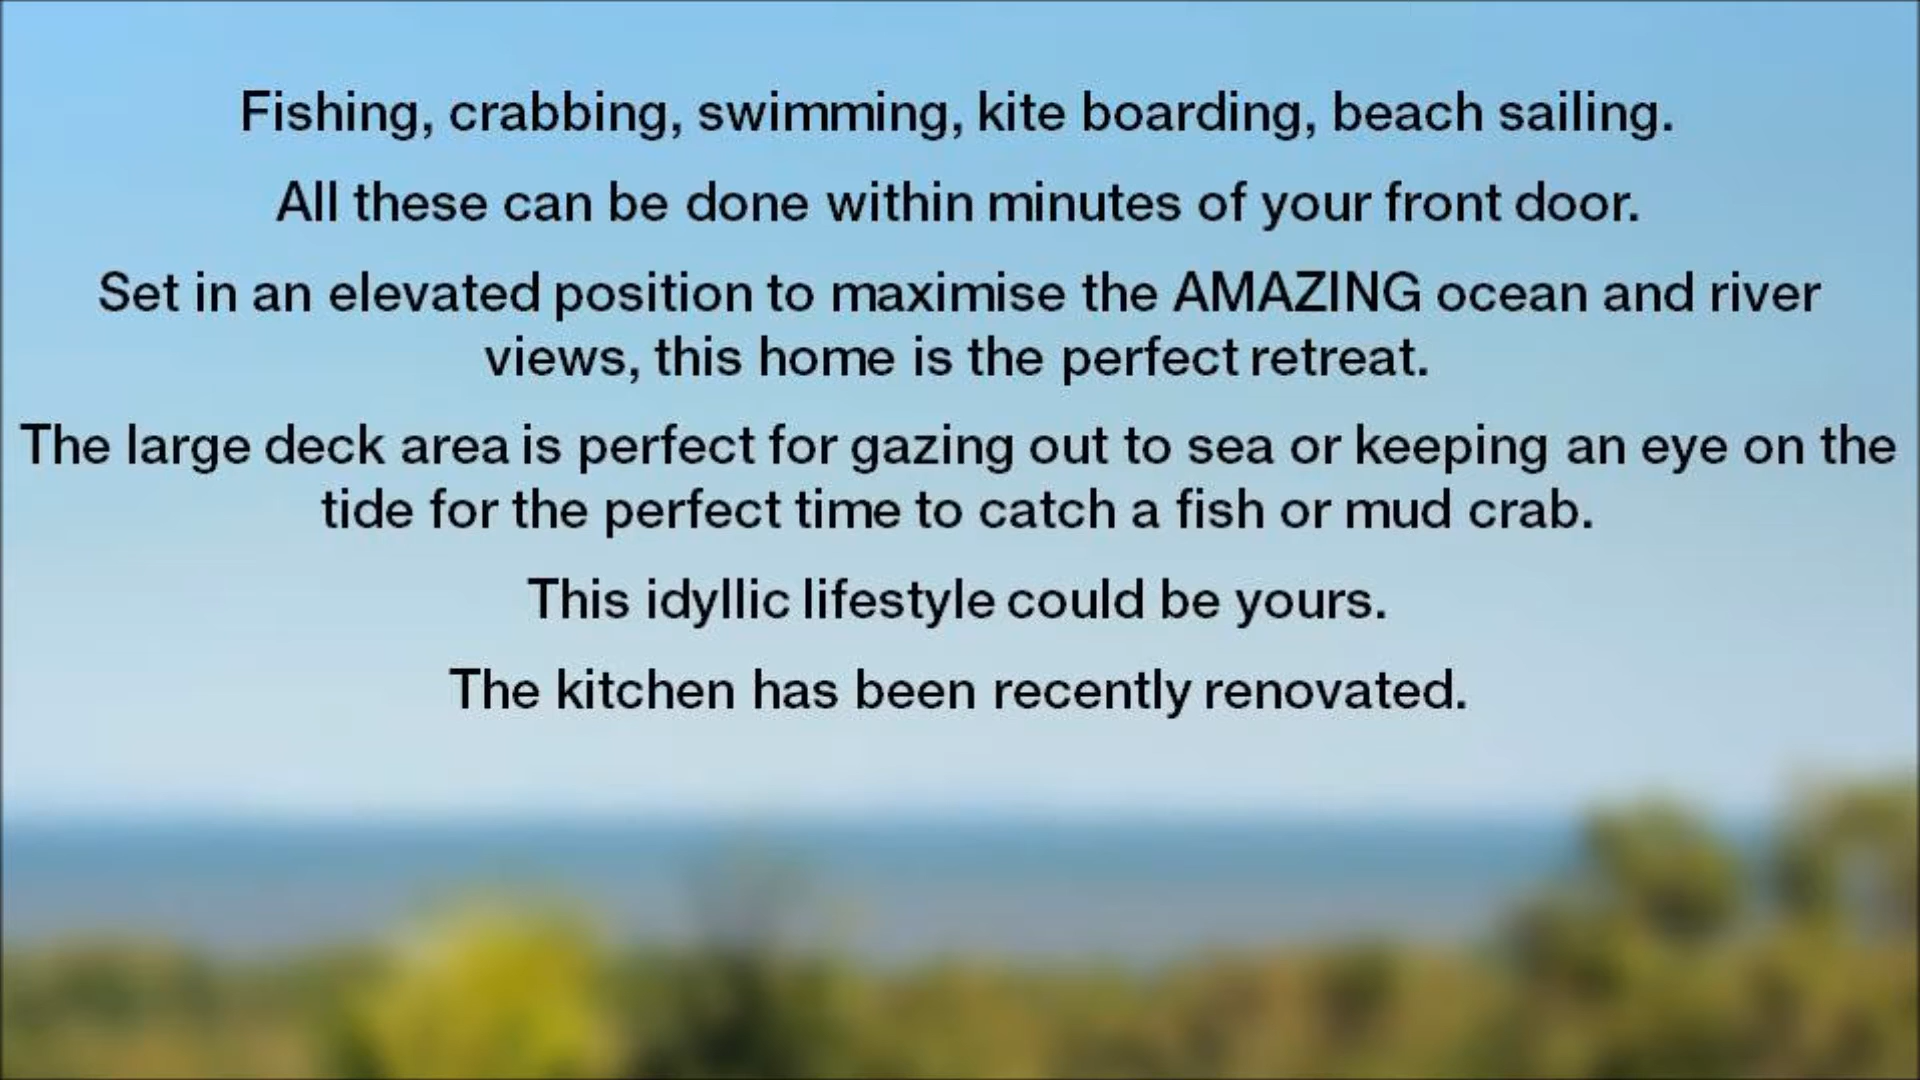 Fishing, crabbing, swimming, kite boarding, beach sailing.
All these can be done within minutes of your front door.
Set in an elevated position to maximise the AMAZING ocean and river
views, this home is the perfect retreat.
The large deck area is perfect for gazing out to sea or keeping an eye on the
tide for the perfect time to catch a fish or mud crab.
This idyllic lifestyle could be yours.
The kitchen has been recently renovated.